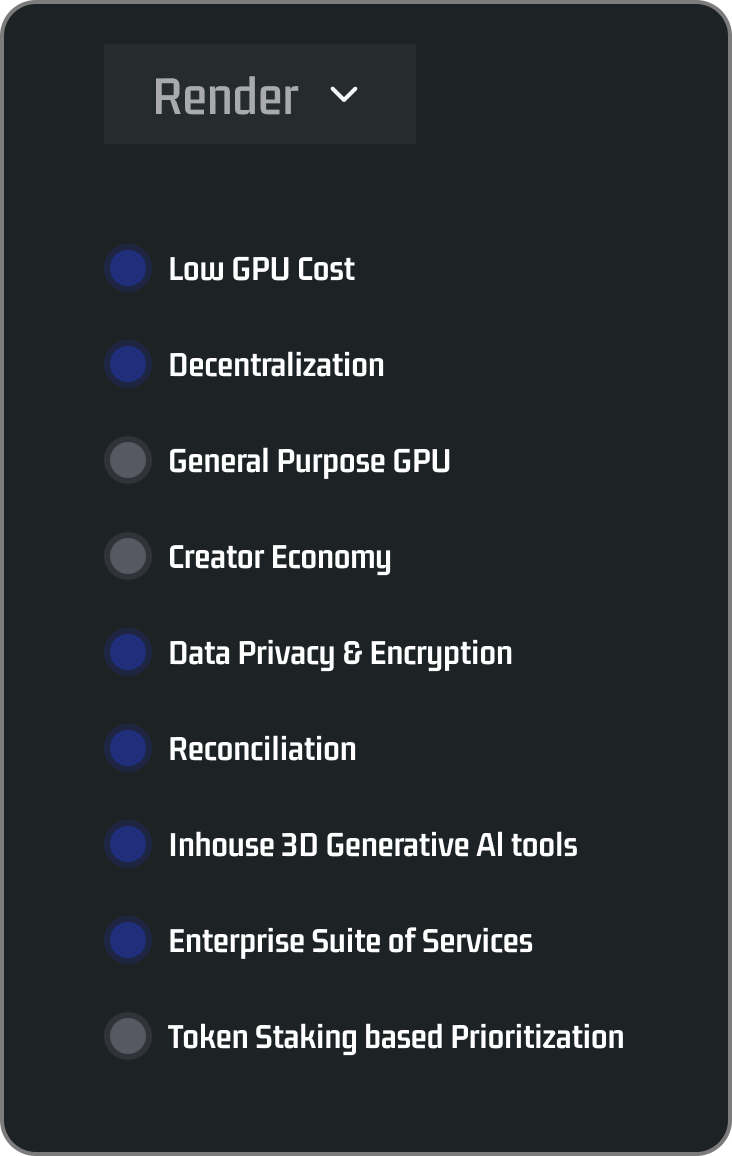 Render
Low GPU Cost
Decentralization
General Purpose GPU
Creator Economy
Data Privacy & Encryption
Reconciliation
Inhouse 3D Generative AI tools
Enterprise Suite of Services
Token Staking based Prioritization